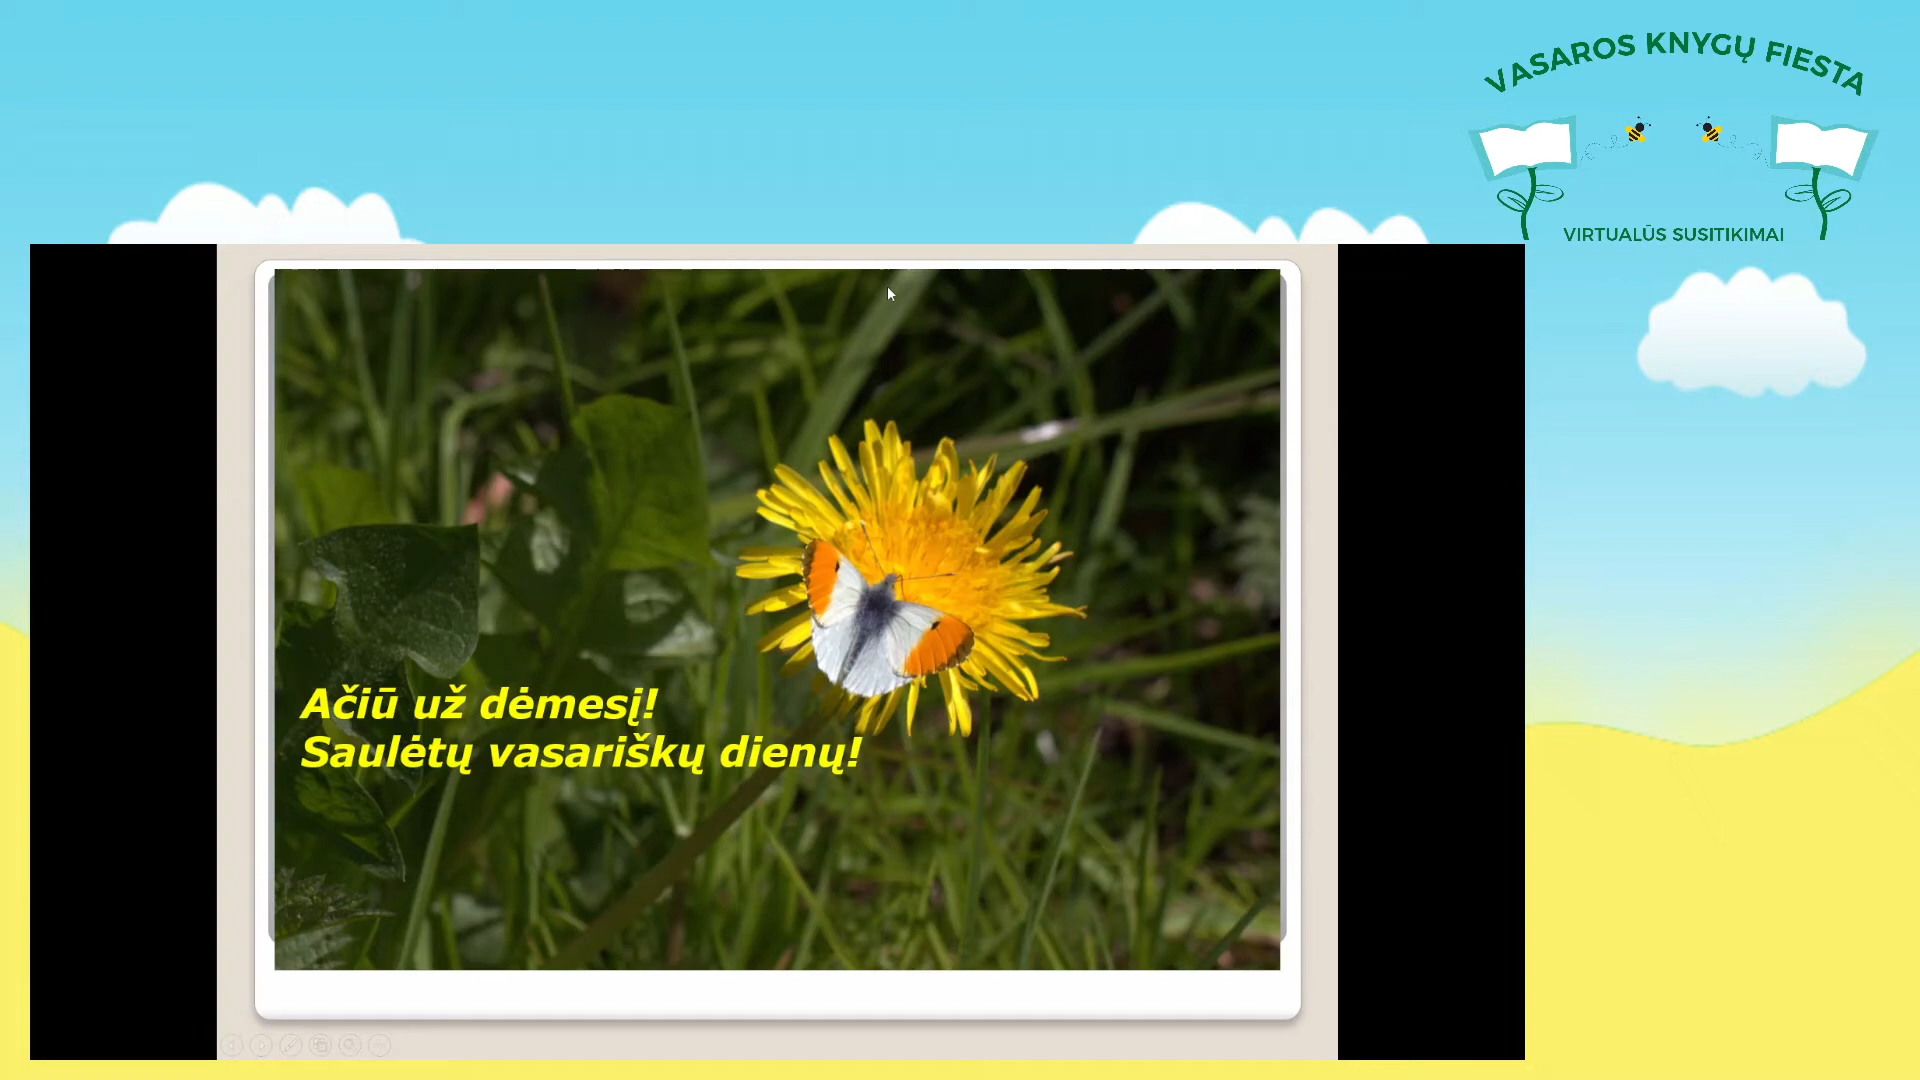 VASAROS KNYGŲ FIESTA
VIRTUALŪS SUSITIKIMAI
Ačiū už dėmesį!
Saulėtų vasariškų dienų!